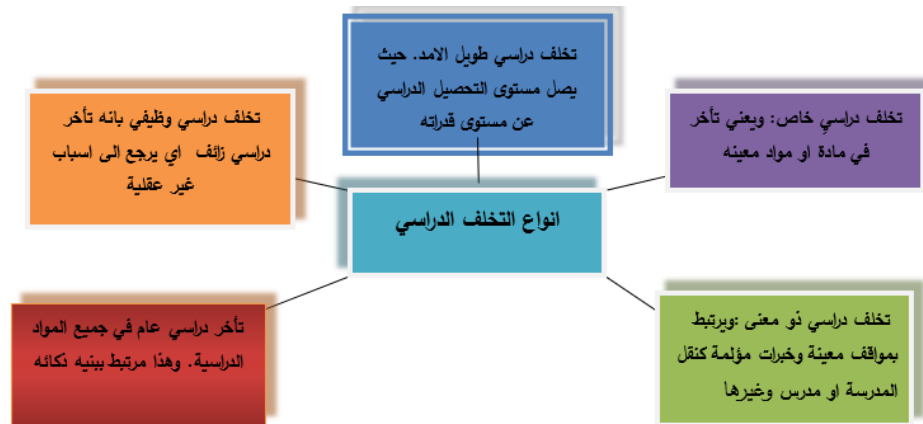 تخلف دراسي طويل الامد. حيث
يصل مستوى التحصيل الدراسي
عن مستوى قدراته
تخلف دراسي خاص: ويعني تأخر
في مادة او مواد معينه
تخلف دراسي وظيفي بانه تأخر
دراسي زائف اي يرجع الى اسباب
غير عقلية
انواع التخلف الدراسي
تخلف دراسي ذو معنى :ويرتبط
بمواقف معينة وخبرات مؤلمة كنقل
المدرسة او مدرس وغيرها
تأخر دراسي عام في جميع المواد
الدراسية. وهذا مرتبط ببنيه ذكائه